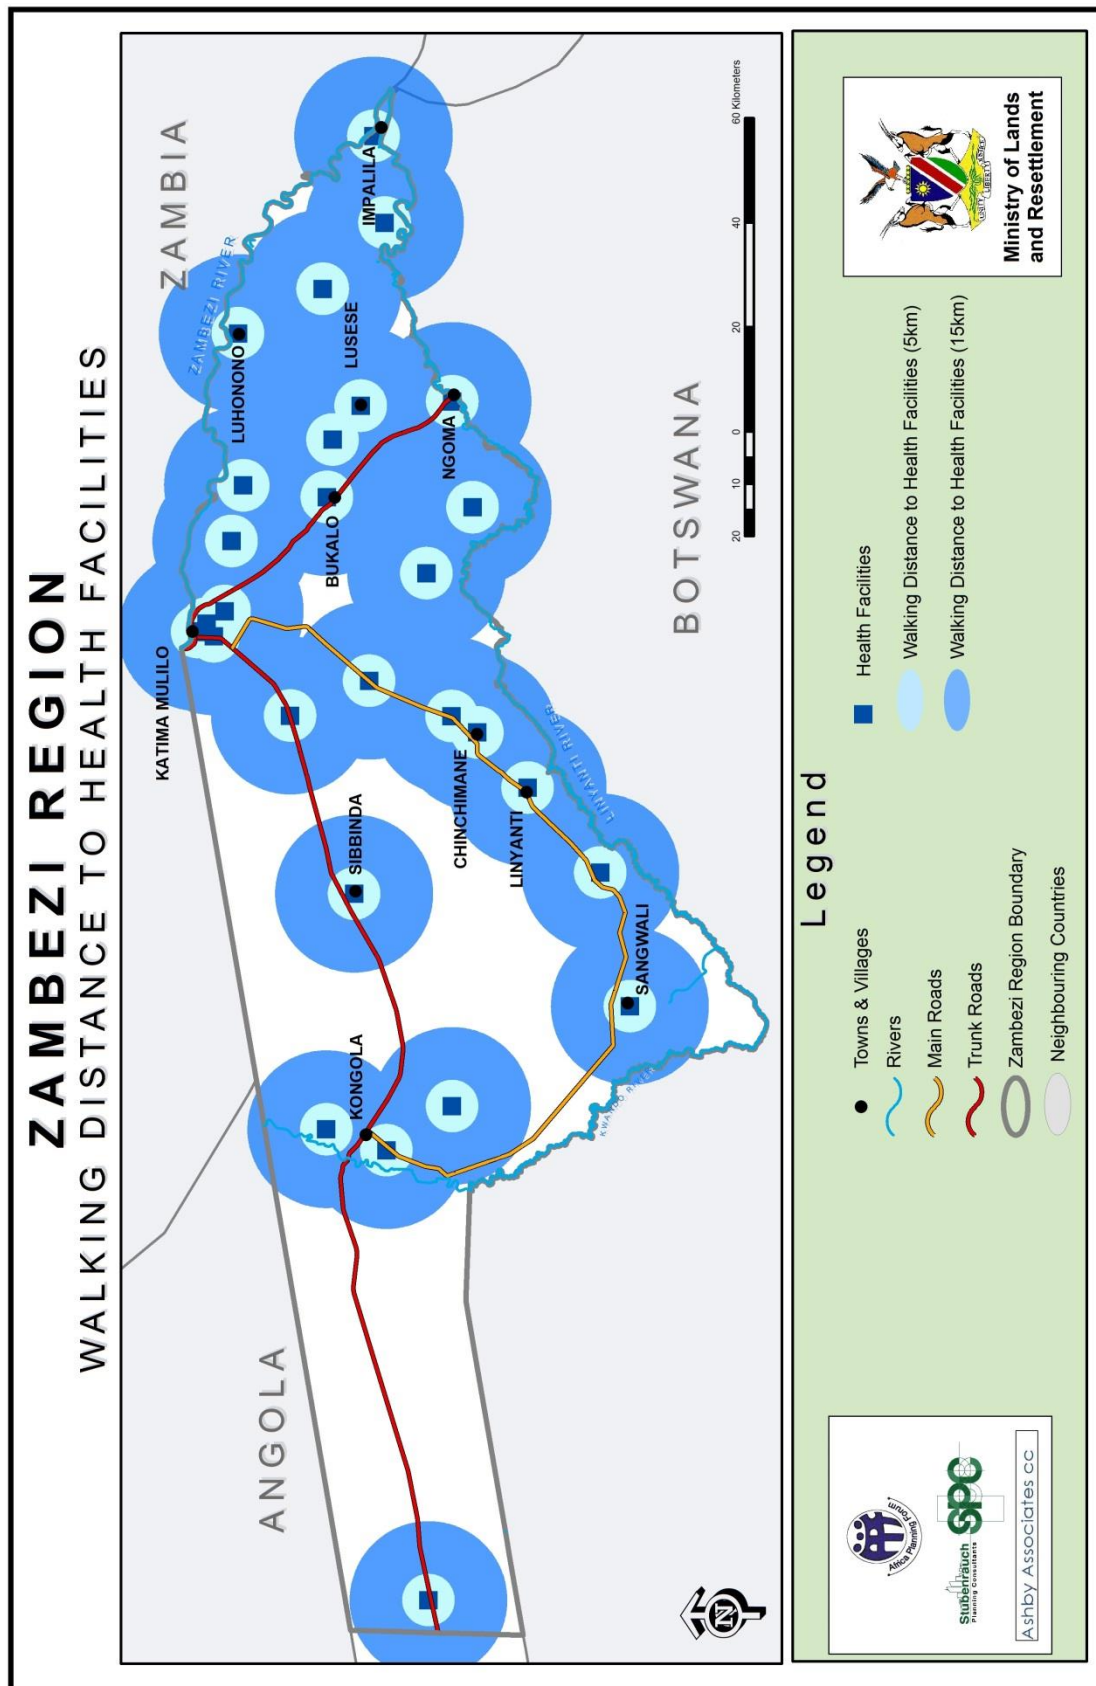 ZAMBEZI REGION
WALKING DISTANCE TO HEALTH FACILITIES
ANGOLA
ZAMBIA
BOTSWANA
ZAMBEZI RIVER
KATIMA MULILO
LUHONONO
IMPALILA
LUSESE
BUKALO
NGOMA
SIBBINDA
KONGOLA
CHINCHIMANE
LINYANTI
LINYANTI RIVER
SANGWALI
KWANDO RIVER
N
20 10 0 20 40 60 Kilometers
Legend
Towns & Villages
Rivers
Main Roads
Trunk Roads
Zambezi Region Boundary
Neighbouring Countries
Health Facilities
Walking Distance to Health Facilities (5km)
Walking Distance to Health Facilities (15km)
Africa Planning Forum
Stubenrauch
Planning Consultants
spc
Ashby Associates cc
UNITY LIBERTY
Ministry of Lands
and Resettlement